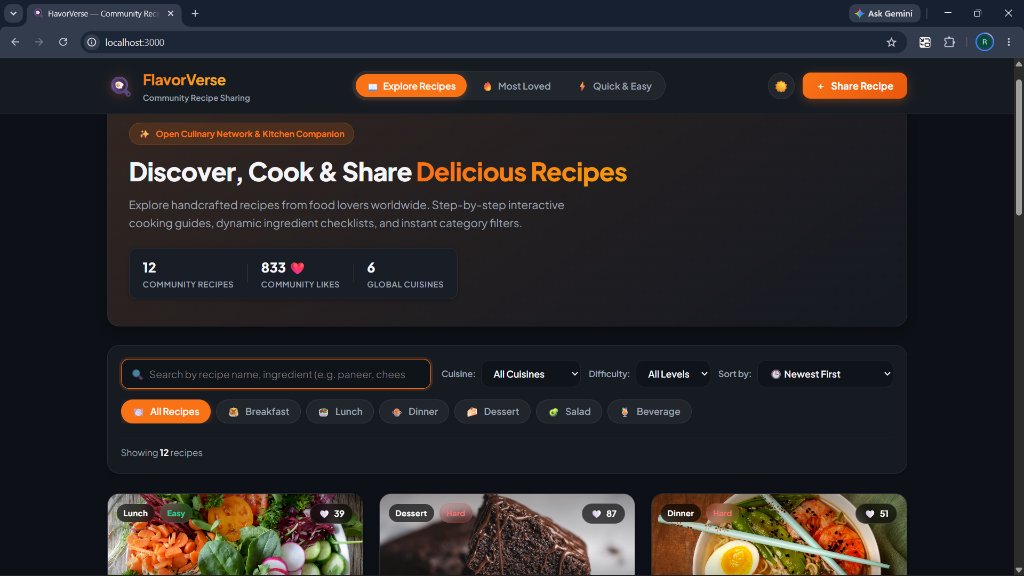 FlavorVerse — Community Reci
Ask Gemini
localhost:3000
R
FlavorVerse
Community Recipe Sharing
Explore Recipes
Most Loved
Quick & Easy
+ Share Recipe
Open Culinary Network & Kitchen Companion
Discover, Cook & Share Delicious Recipes
Explore handcrafted recipes from food lovers worldwide. Step-by-step interactive
cooking guides, dynamic ingredient checklists, and instant category filters.
12
COMMUNITY RECIPES
833
COMMUNITY LIKES
6
GLOBAL CUISINES
Search by recipe name, ingredient (e.g. paneer, chees
Cuisine: All Cuisines
Difficulty: All Levels
Sort by: Newest First
All Recipes
Breakfast
Lunch
Dinner
Dessert
Salad
Beverage
Showing 12 recipes
Lunch Easy 39
Dessert Hard 87
Dinner Hard 51